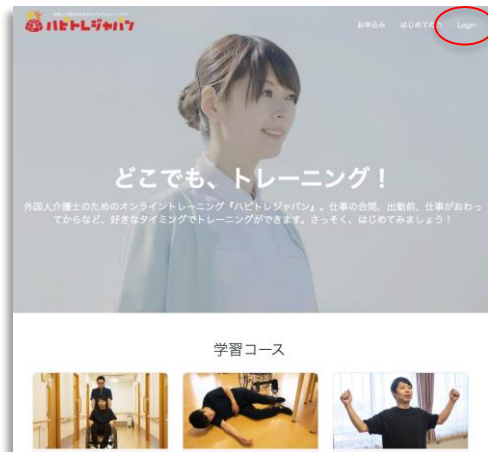 ハピトレジャパン
お申込み はじめての方 Login
どこでも、トレーニング！
外国人介護士のためのオンライントレーニング『ハピトレジャパン』。仕事の合間、出勤前、仕事がおわっ
てからなど、好きなタイミングでトレーニングができます。さっそく、はじめてみましょう！
学習コース